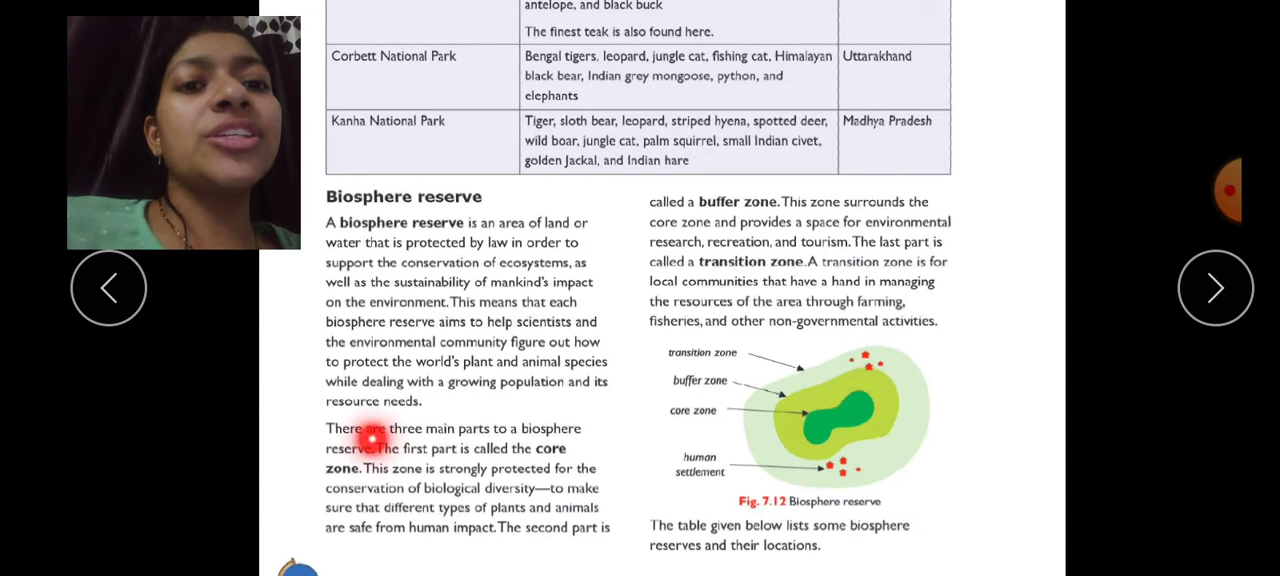 antelope, and black buck
The finest teak is also found here.
Corbett National Park
Bengal tigers, leopard, jungle cat, fishing cat, Himalayan
black bear, Indian grey mongoose, python, and
elephants
Uttarakhand
Kanha National Park
Tiger, sloth bear, leopard, striped hyena, spotted deer,
wild boar, jungle cat, palm squirrel, small Indian civet,
golden Jackal, and Indian hare
Madhya Pradesh
Biosphere reserve
A biosphere reserve is an area of land or
water that is protected by law in order to
support the conservation of ecosystems, as
well as the sustainability of mankind's impact
on the environment. This means that each
biosphere reserve aims to help scientists and
the environmental community figure out how
to protect the world's plant and animal species
while dealing with a growing population and its
resource needs.
There are three main parts to a biosphere
reserve. The first part is called the core
zone. This zone is strongly protected for the
conservation of biological diversity—to make
sure that different types of plants and animals
are safe from human impact. The second part is
called a buffer zone. This zone surrounds the
core zone and provides a space for environmental
research, recreation, and tourism. The last part is
called a transition zone. A transition zone is for
local communities that have a hand in managing
the resources of the area through farming,
fisheries, and other non-governmental activities.
transition zone
buffer zone
core zone
human
settlement
Fig. 7.12 Biosphere reserve
The table given below lists some biosphere
reserves and their locations.